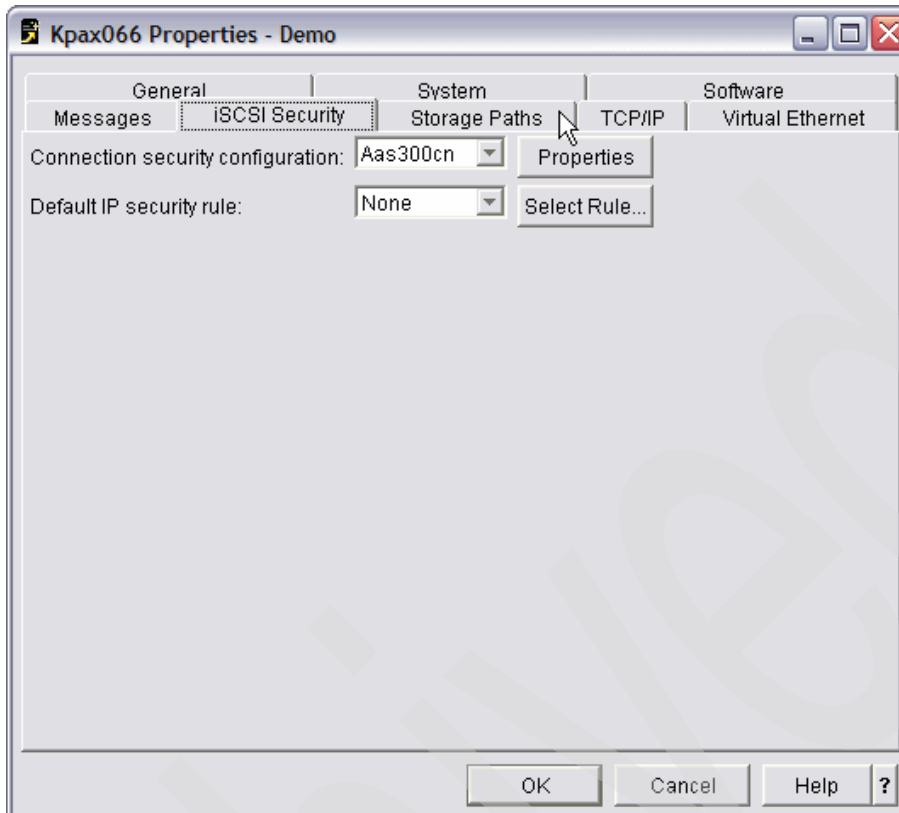 Kpax066 Properties - Demo
General System Software
Messages iSCSI Security Storage Paths TCP/IP Virtual Ethernet
Connection security configuration: Aas300cn Properties
Default IP security rule: None Select Rule...
OK Cancel Help ?